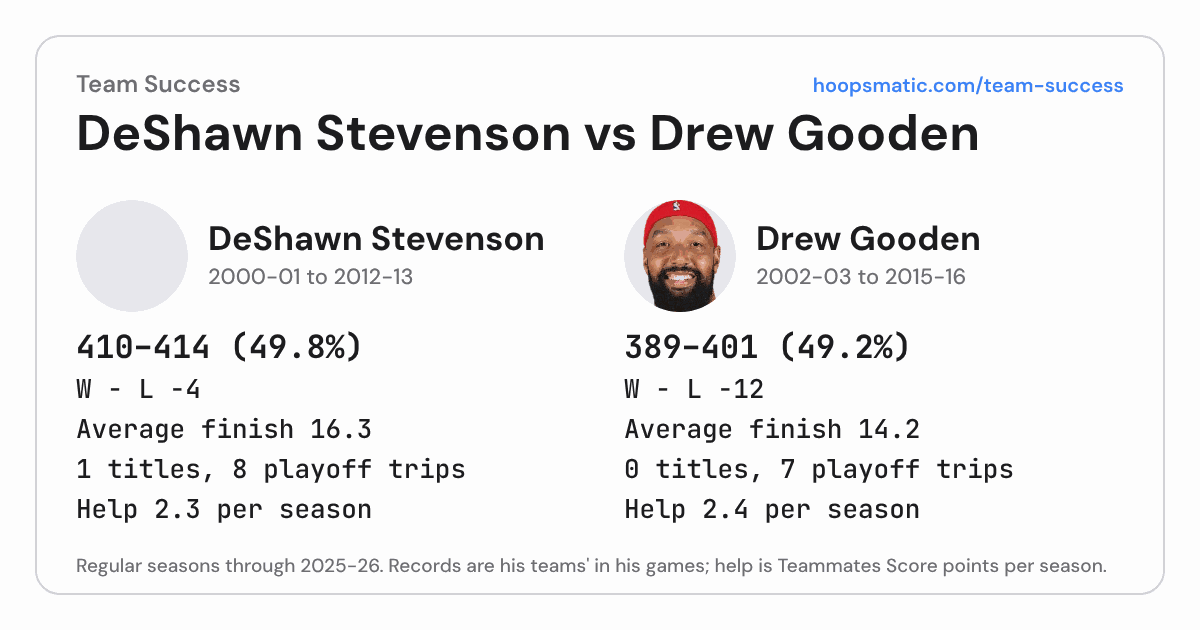 Team Success
hoopsmatic.com/team-success
DeShawn Stevenson vs Drew Gooden
DeShawn Stevenson
2000-01 to 2012-13
410-414 (49.8%)
W - L -4
Average finish 16.3
1 titles, 8 playoff trips
Help 2.3 per season
Drew Gooden
2002-03 to 2015-16
389-401 (49.2%)
W - L -12
Average finish 14.2
0 titles, 7 playoff trips
Help 2.4 per season
Regular seasons through 2025-26. Records are his teams' in his games; help is Teammates Score points per season.